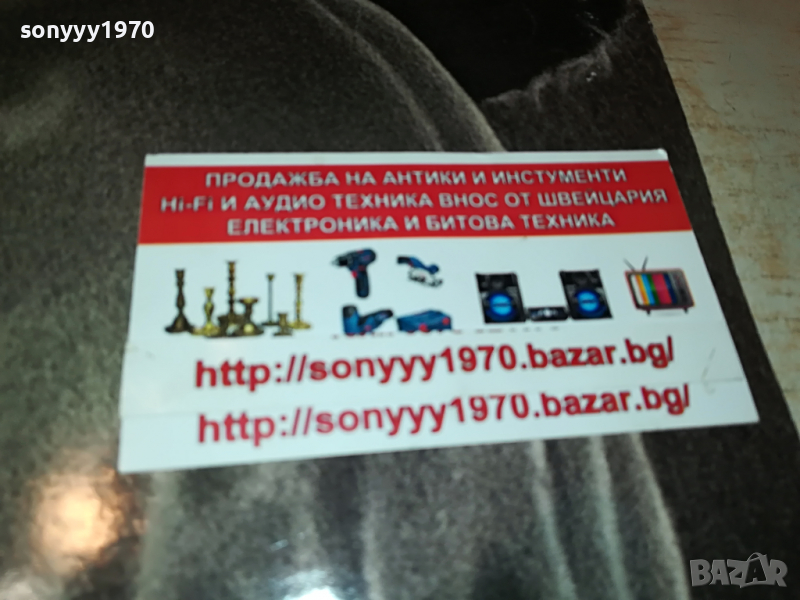 sonyyy1970
ПРОДАЖБА НА АНТИКИ И ИНСТУМЕНТИ
Hi-Fi И АУДИО ТЕХНИКА ВНОС ОТ ШВЕИЦАРИЯ
ЕЛЕКТРОНИКА И БИТОВА ТЕХНИКА
http://sonyyy1970.bazar.bg/
http://sonyyy1970.bazar.bg/
BAZAR